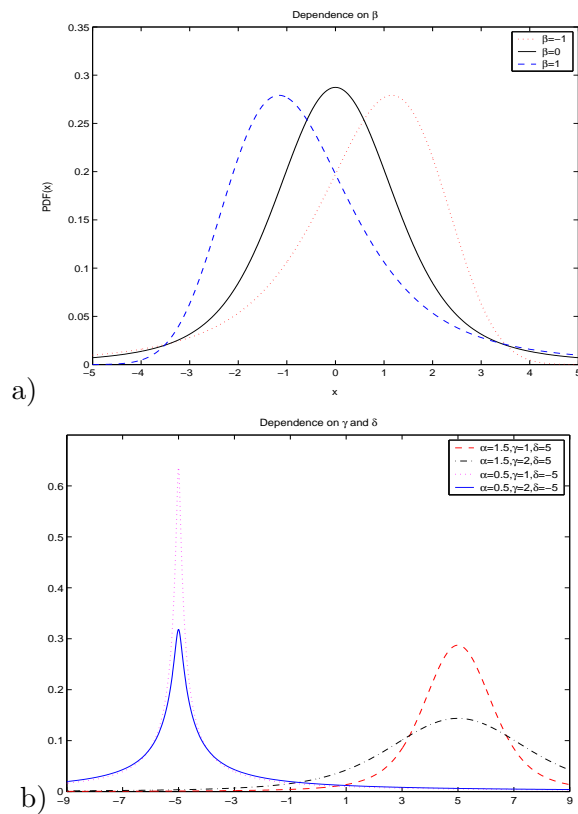 Dependence on β
β=−1
β=0
β=1
0.35
0.3
0.25
0.2
0.15
0.1
0.05
0
PDF(x)
−5 −4 −3 −2 −1 0 1 2 3 4 5
x
a)
Dependence on γ and δ
α=1.5,γ=1,δ=5
α=1.5,γ=2,δ=5
α=0.5,γ=1,δ=−5
α=0.5,γ=2,δ=−5
0.6
0.5
0.4
0.3
0.2
0.1
0
−9 −7 −5 −3 −1 1 3 5 7 9
b)